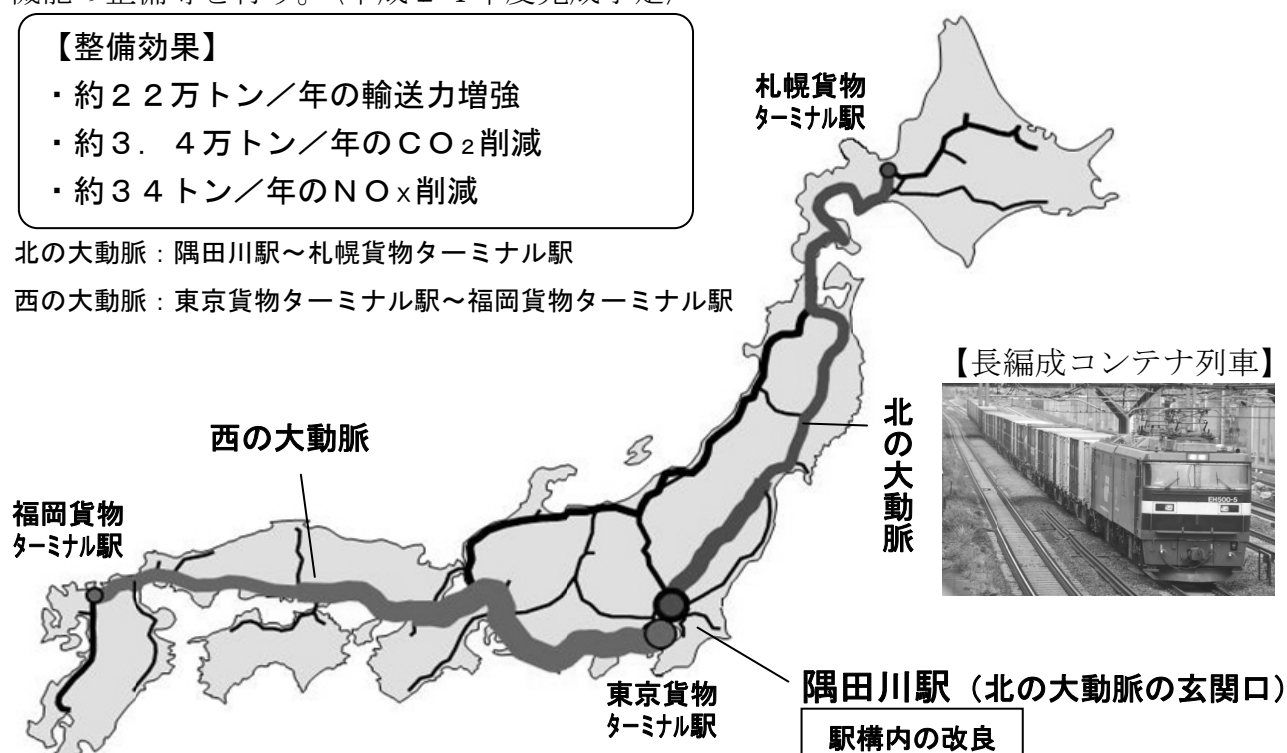 機能の整備等を行う。（平成２４年度完成予定）
【整備効果】
・約２２万トン／年の輸送力増強
・約３．４万トン／年のＣＯ₂削減
・約３４トン／年のＮＯｘ削減
北の大動脈：隅田川駅～札幌貨物ターミナル駅
西の大動脈：東京貨物ターミナル駅～福岡貨物ターミナル駅
札幌貨物
ターミナル駅
【長編成コンテナ列車】
EH500-5
北の大動脈
西の大動脈
福岡貨物
ターミナル駅
東京貨物
ターミナル駅
隅田川駅（北の大動脈の玄関口）
駅構内の改良